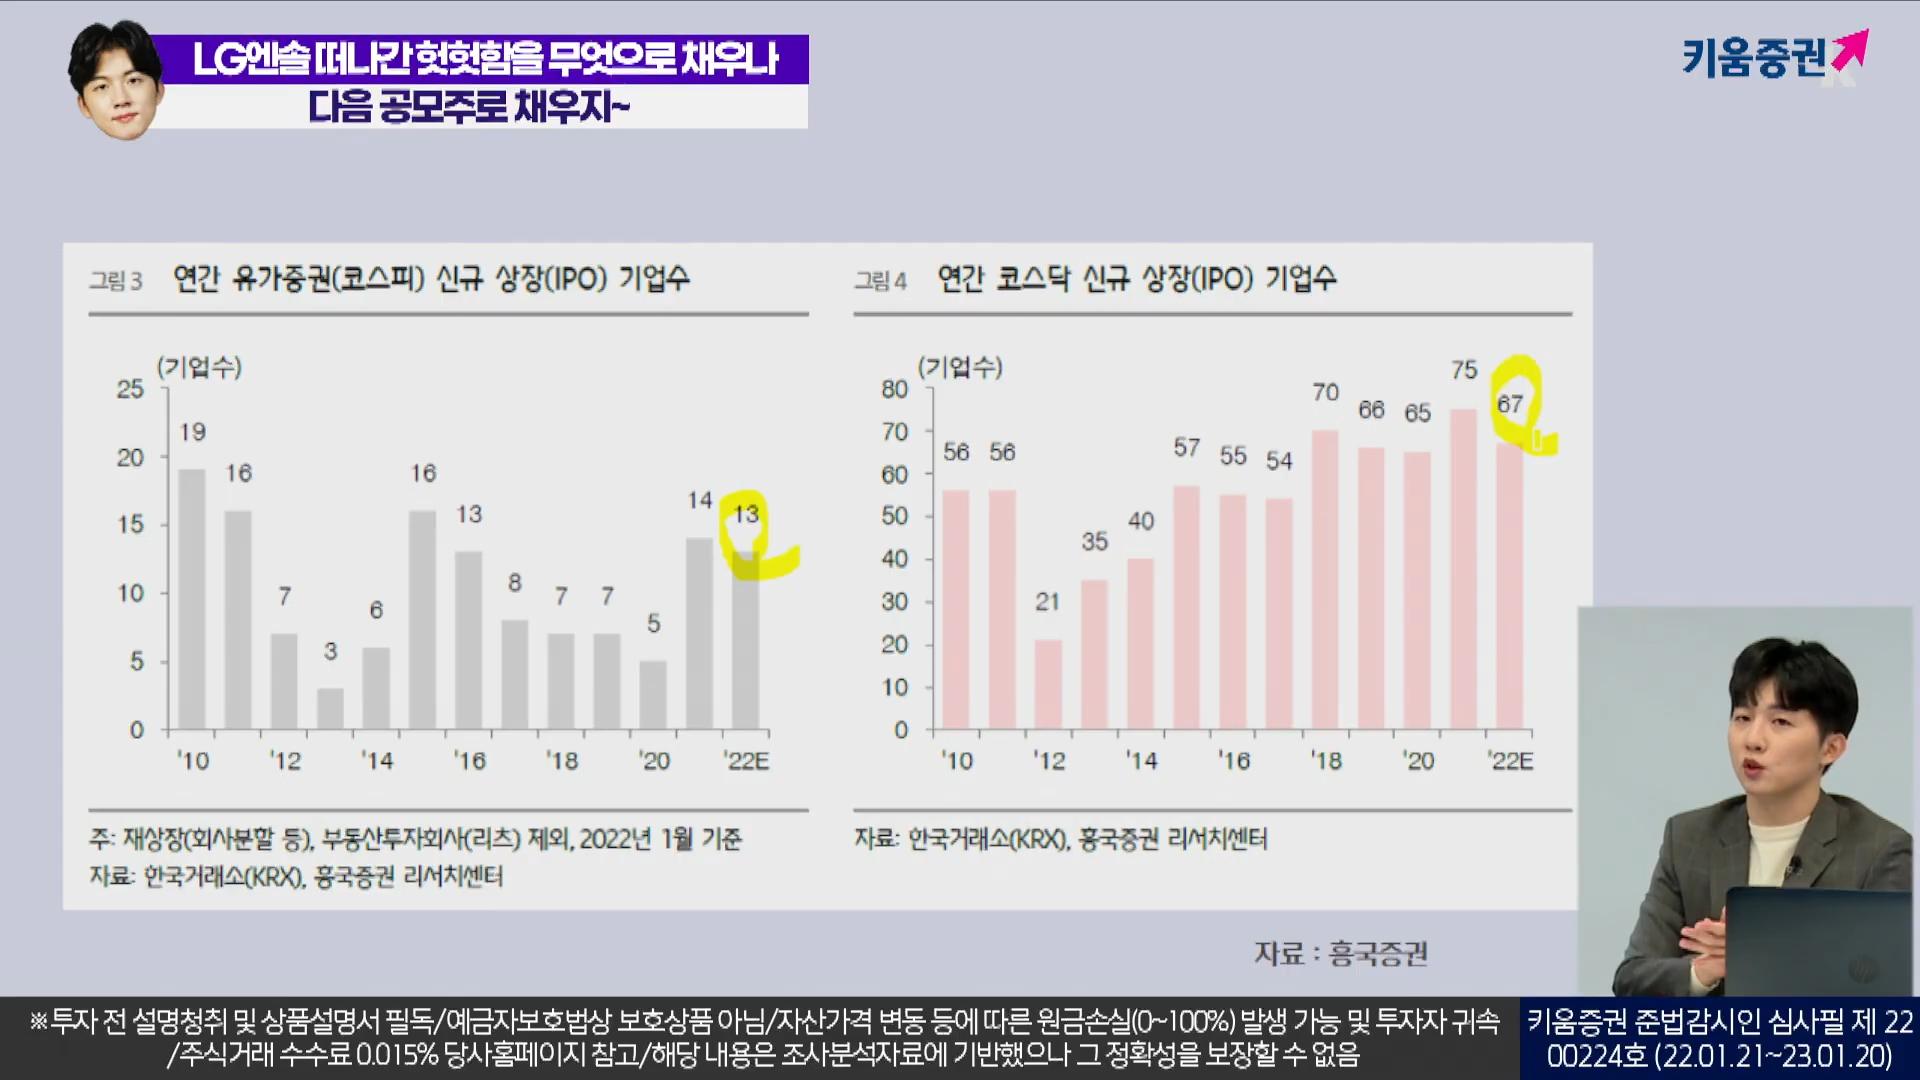 LG엔솔 떠나간 헛헛함을 무엇으로 채우나
다음 공모주로 채우지~
키움증권
그림 3 연간 유가증권(코스피) 신규 상장(IPO) 기업수
(기업수)
25
20
15
10
5
0
19
16
7
3
6
16
13
8
7
7
5
14
13
'10 '12 '14 '16 '18 '20 '22E
주: 재상장(회사분할 등), 부동산투자회사(리츠) 제외, 2022년 1월 기준
자료: 한국거래소(KRX), 흥국증권 리서치센터
그림 4 연간 코스닥 신규 상장(IPO) 기업수
(기업수)
80
70
60
50
40
30
20
10
0
56
56
21
35
40
57
55
54
70
66
65
75
67
'10 '12 '14 '16 '18 '20 '22E
자료: 한국거래소(KRX), 흥국증권 리서치센터
자료 : 흥국증권
※투자 전 설명청취 및 상품설명서 필독/예금자보호법상 보호상품 아님/자산가격 변동 등에 따른 원금손실(0~100%) 발생 가능 및 투자자 귀속
/주식거래 수수료 0.015% 당사홈페이지 참고/해당 내용은 조사분석자료에 기반했으나 그 정확성을 보장할 수 없음
키움증권 준법감시인 심사필 제 22
00224호 (22.01.21~23.01.20)